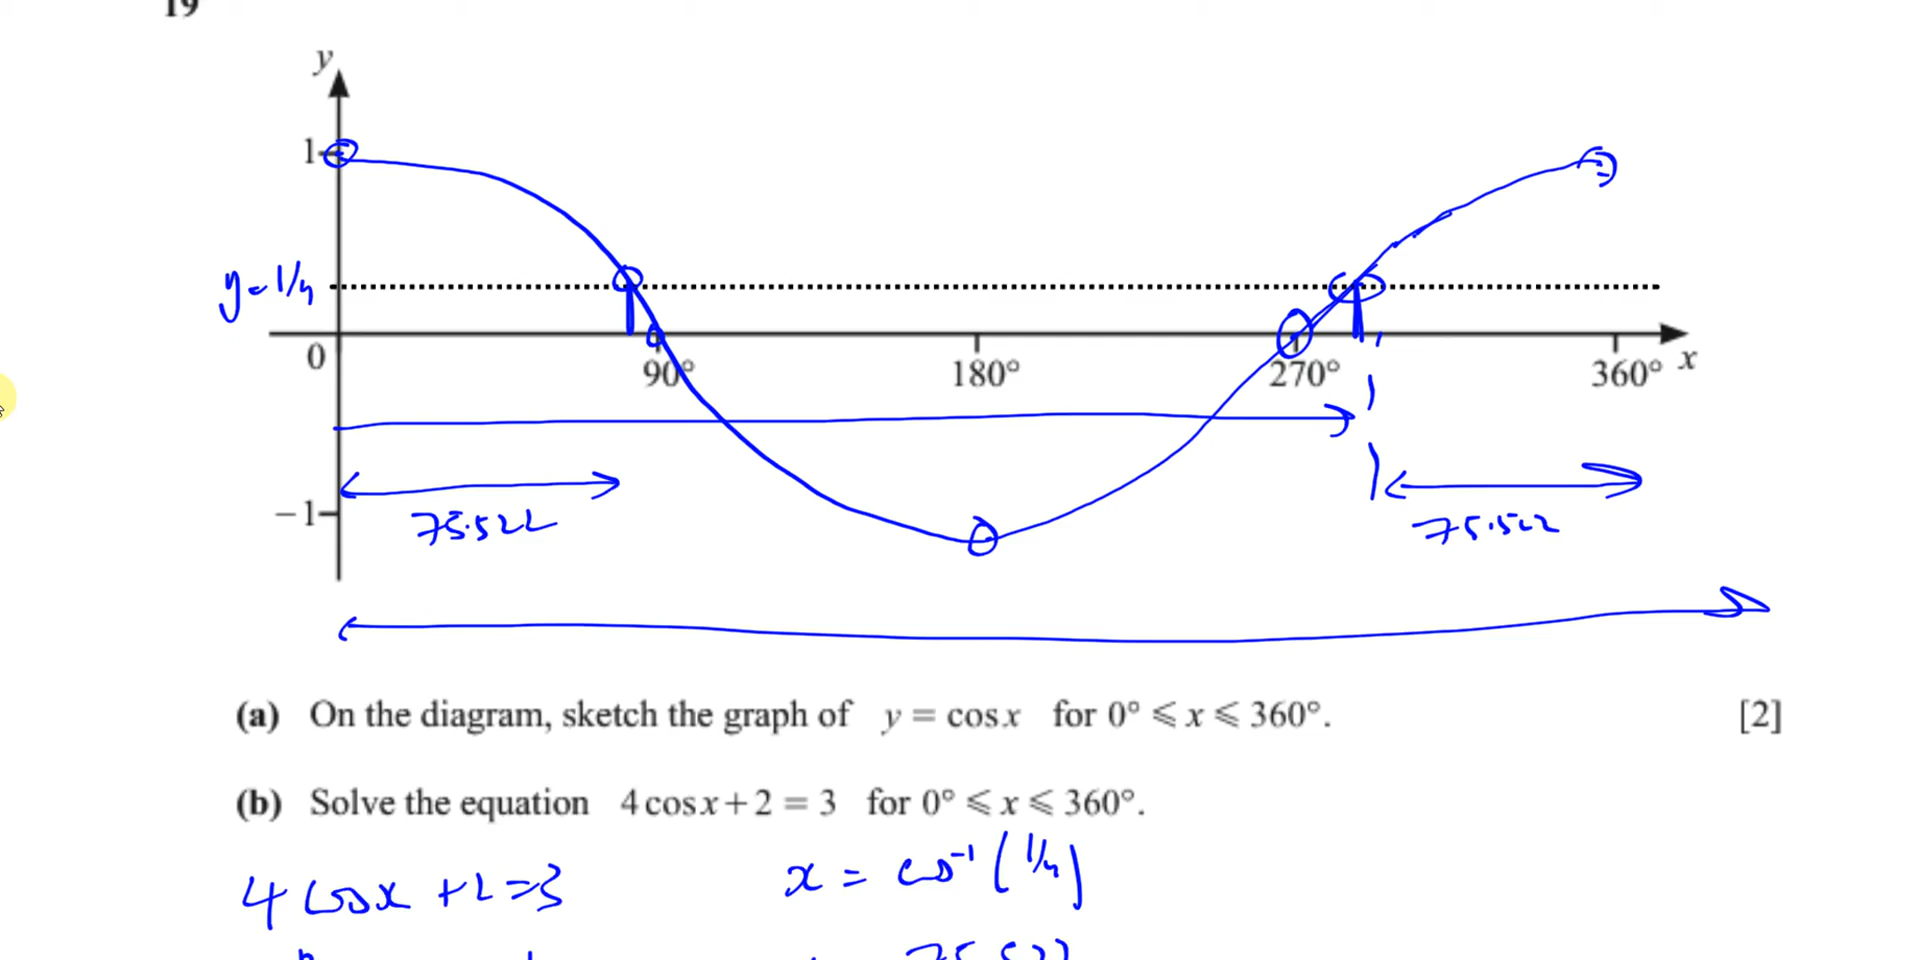 19
y
1
y = 1/4
0
90°
180°
270°
360° x
-1
75.522
75.522
(a) On the diagram, sketch the graph of y = cos x for 0° ⩽ x ⩽ 360°. [2]
(b) Solve the equation 4 cos x + 2 = 3 for 0° ⩽ x ⩽ 360°.
4 cos x + 2 = 3
x = cos⁻¹ (1/4)
75.522